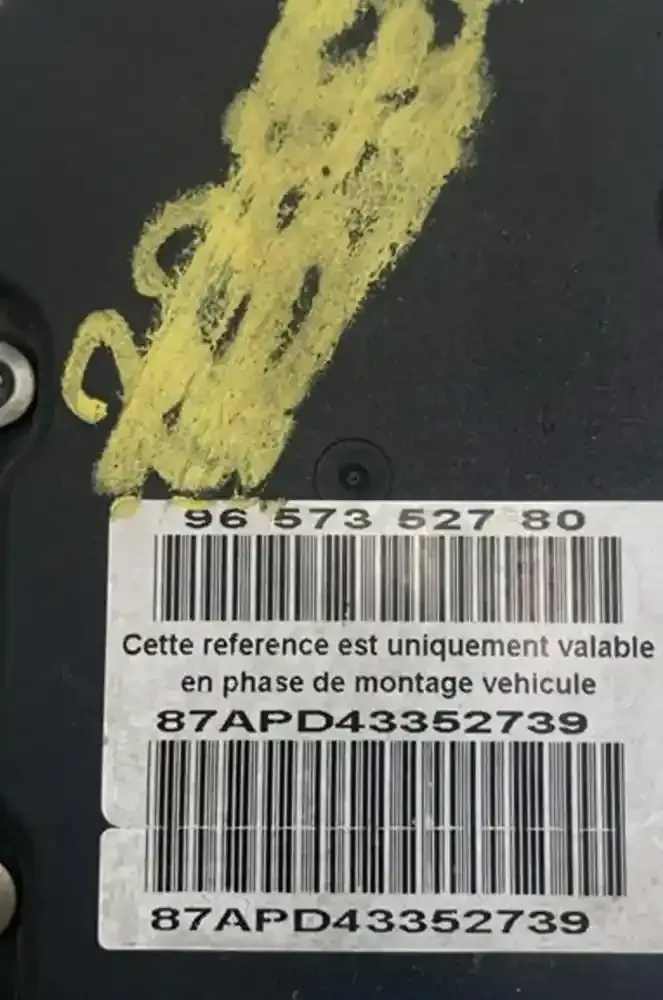 96 573 527 80
Cette reference est uniquement valable
en phase de montage vehicule
87APD43352739
87APD43352739